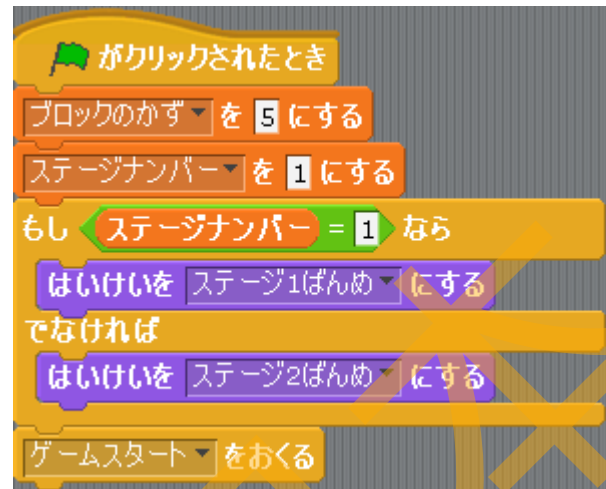 がクリックされたとき
ブロックのかず を 5 にする
ステージナンバー を 1 にする
もし ステージナンバー = 1 なら
はいけいを ステージ1ばんめ にする
でなければ
はいけいを ステージ2ばんめ にする
ゲームスタート をおくる